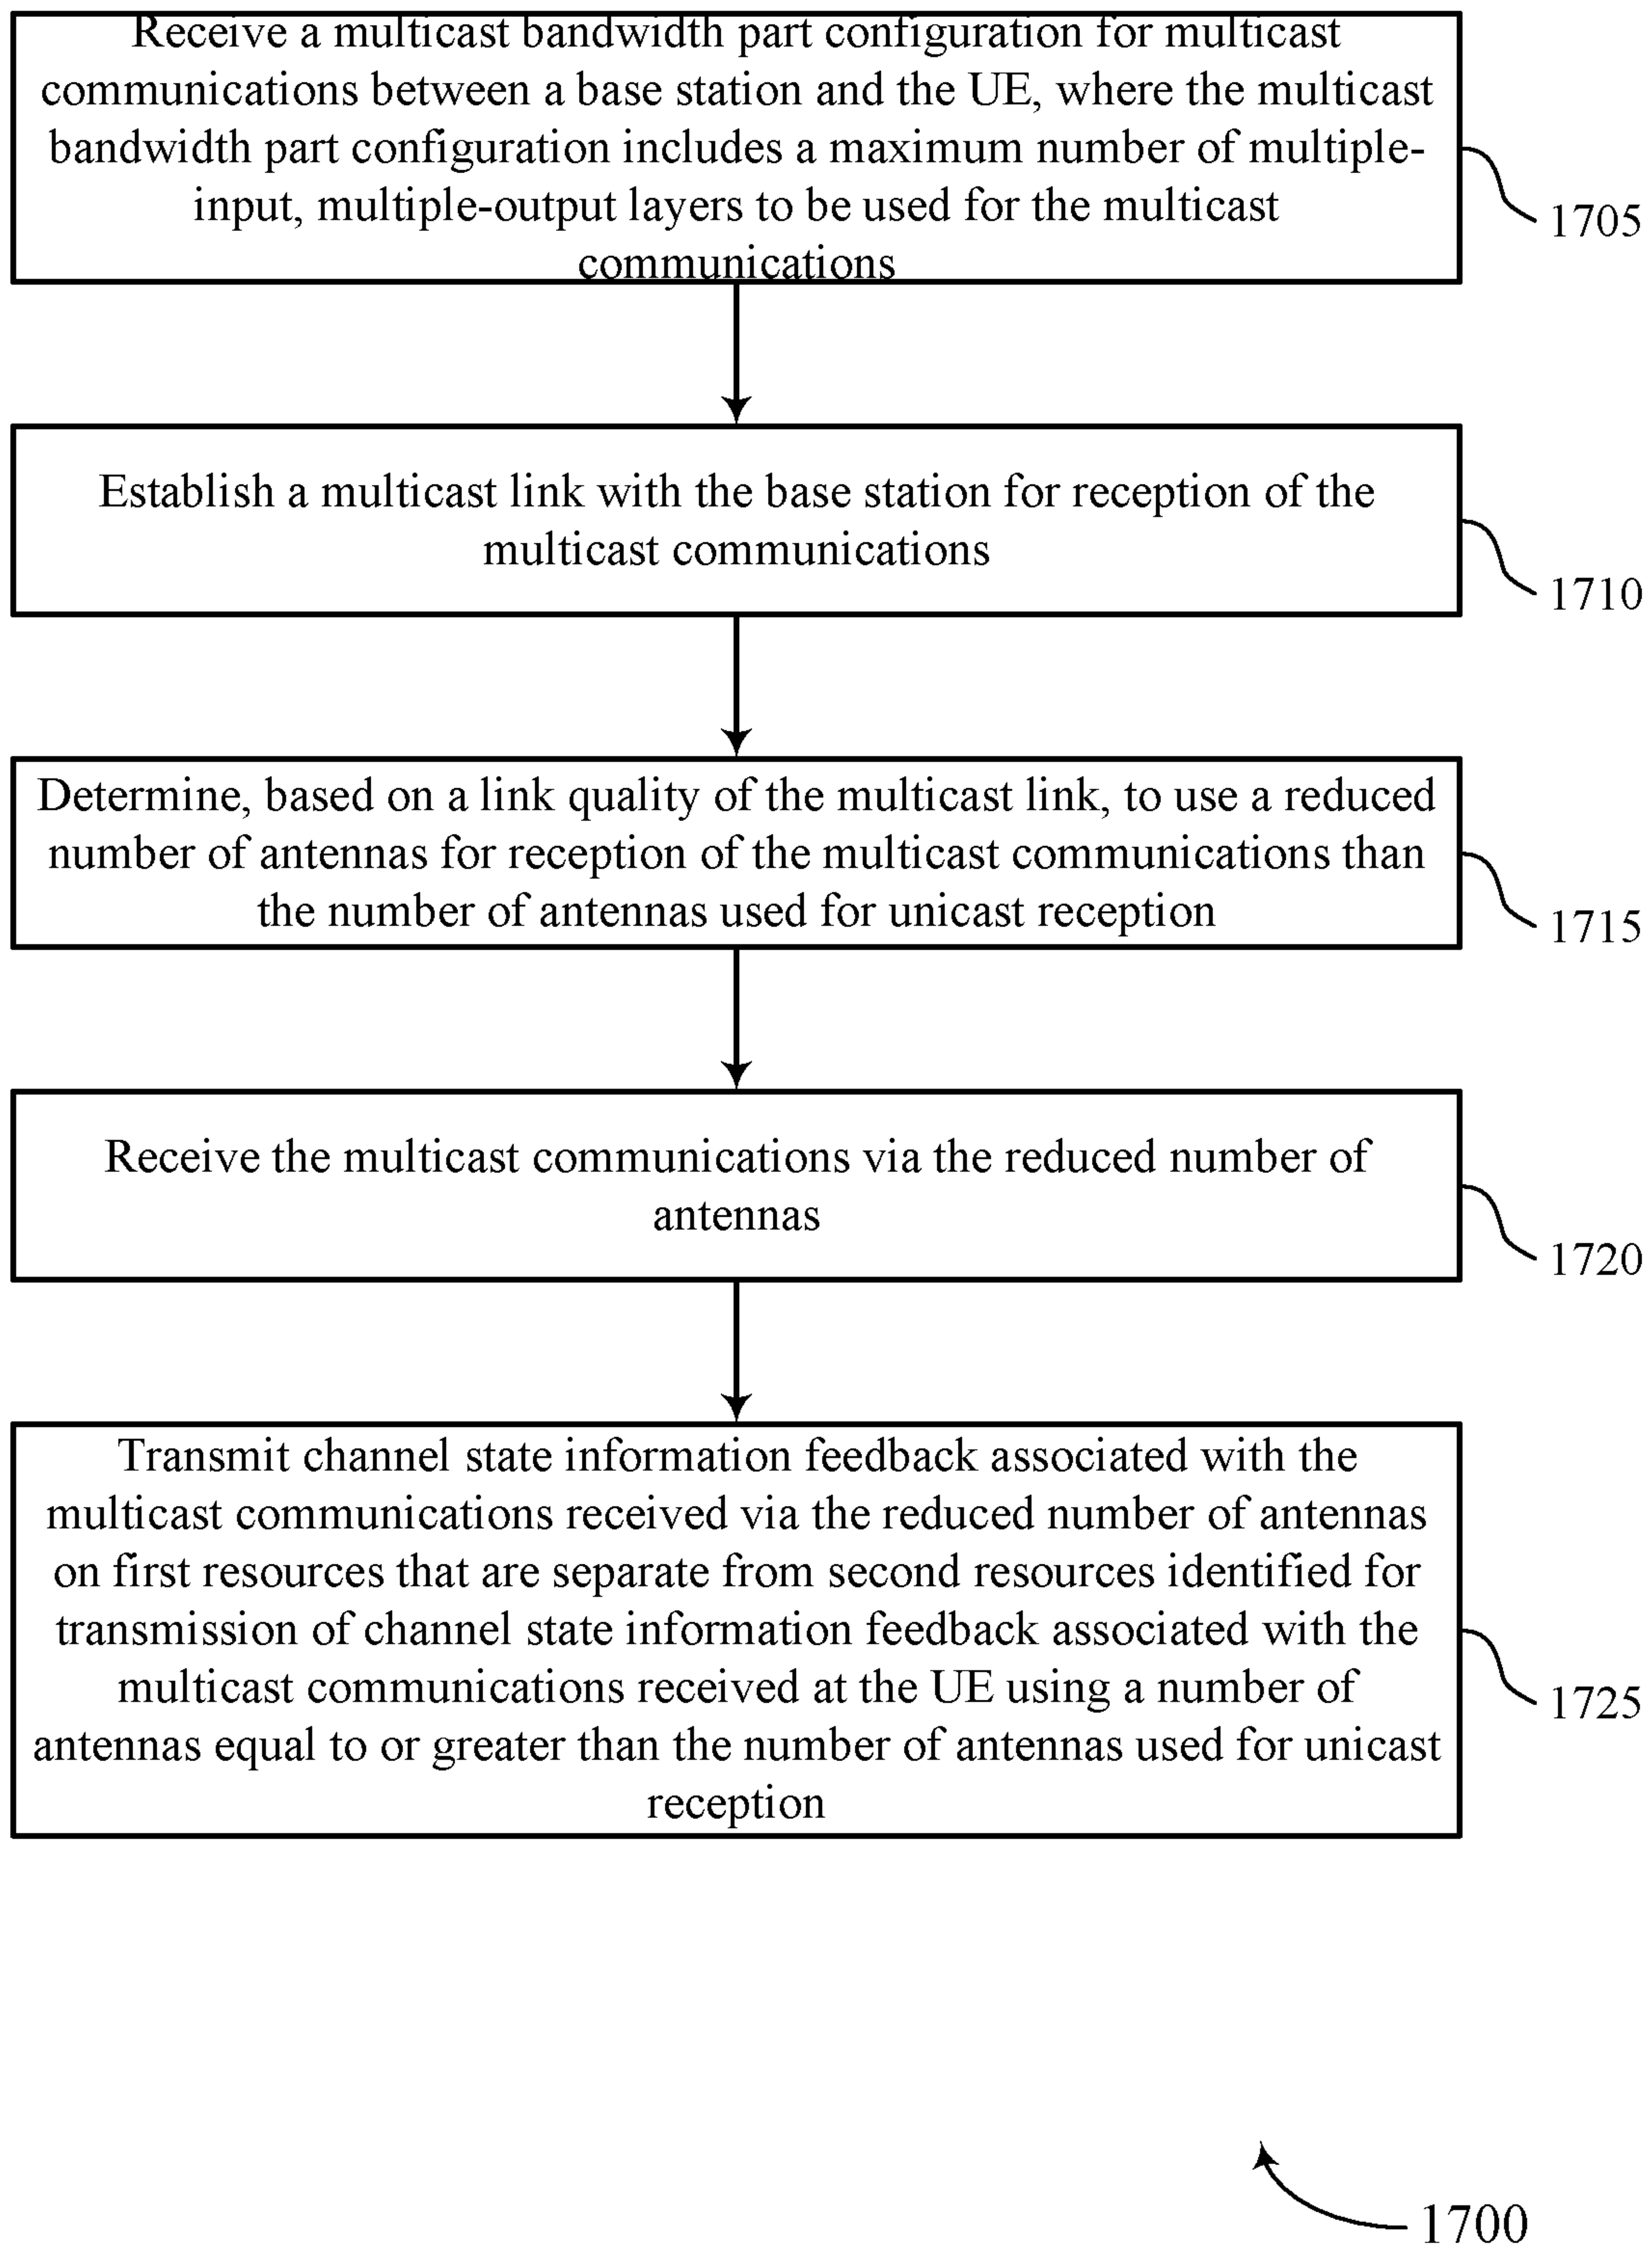 Receive a multicast bandwidth part configuration for multicast
communications between a base station and the UE, where the multicast
bandwidth part configuration includes a maximum number of multiple-
input, multiple-output layers to be used for the multicast
communications
1705
Establish a multicast link with the base station for reception of the
multicast communications
1710
Determine, based on a link quality of the multicast link, to use a reduced
number of antennas for reception of the multicast communications than
the number of antennas used for unicast reception
1715
Receive the multicast communications via the reduced number of
antennas
1720
Transmit channel state information feedback associated with the
multicast communications received via the reduced number of antennas
on first resources that are separate from second resources identified for
transmission of channel state information feedback associated with the
multicast communications received at the UE using a number of
antennas equal to or greater than the number of antennas used for unicast
reception
1725
1700